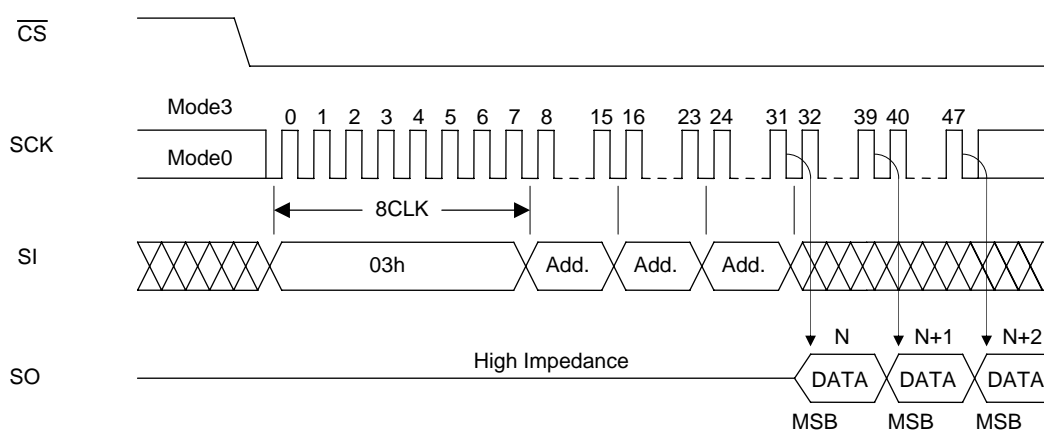 CS
Mode3
0 1 2 3 4 5 6 7 8 15 16 23 24 31 32 39 40 47
SCK
Mode0
8CLK
SI
03h Add. Add. Add.
N N+1 N+2
High Impedance
SO
DATA DATA DATA
MSB MSB MSB